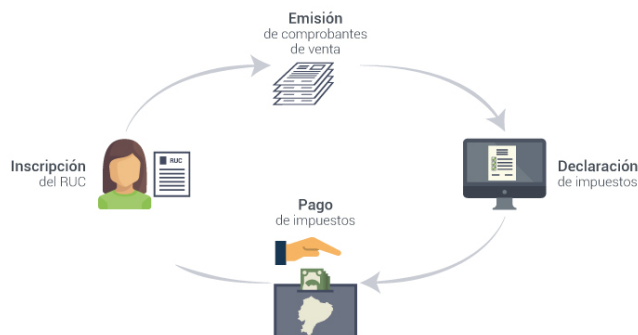 Emisión
de comprobantes
de venta
Inscripción
del RUC
RUC
Declaración
de impuestos
Pago
de impuestos